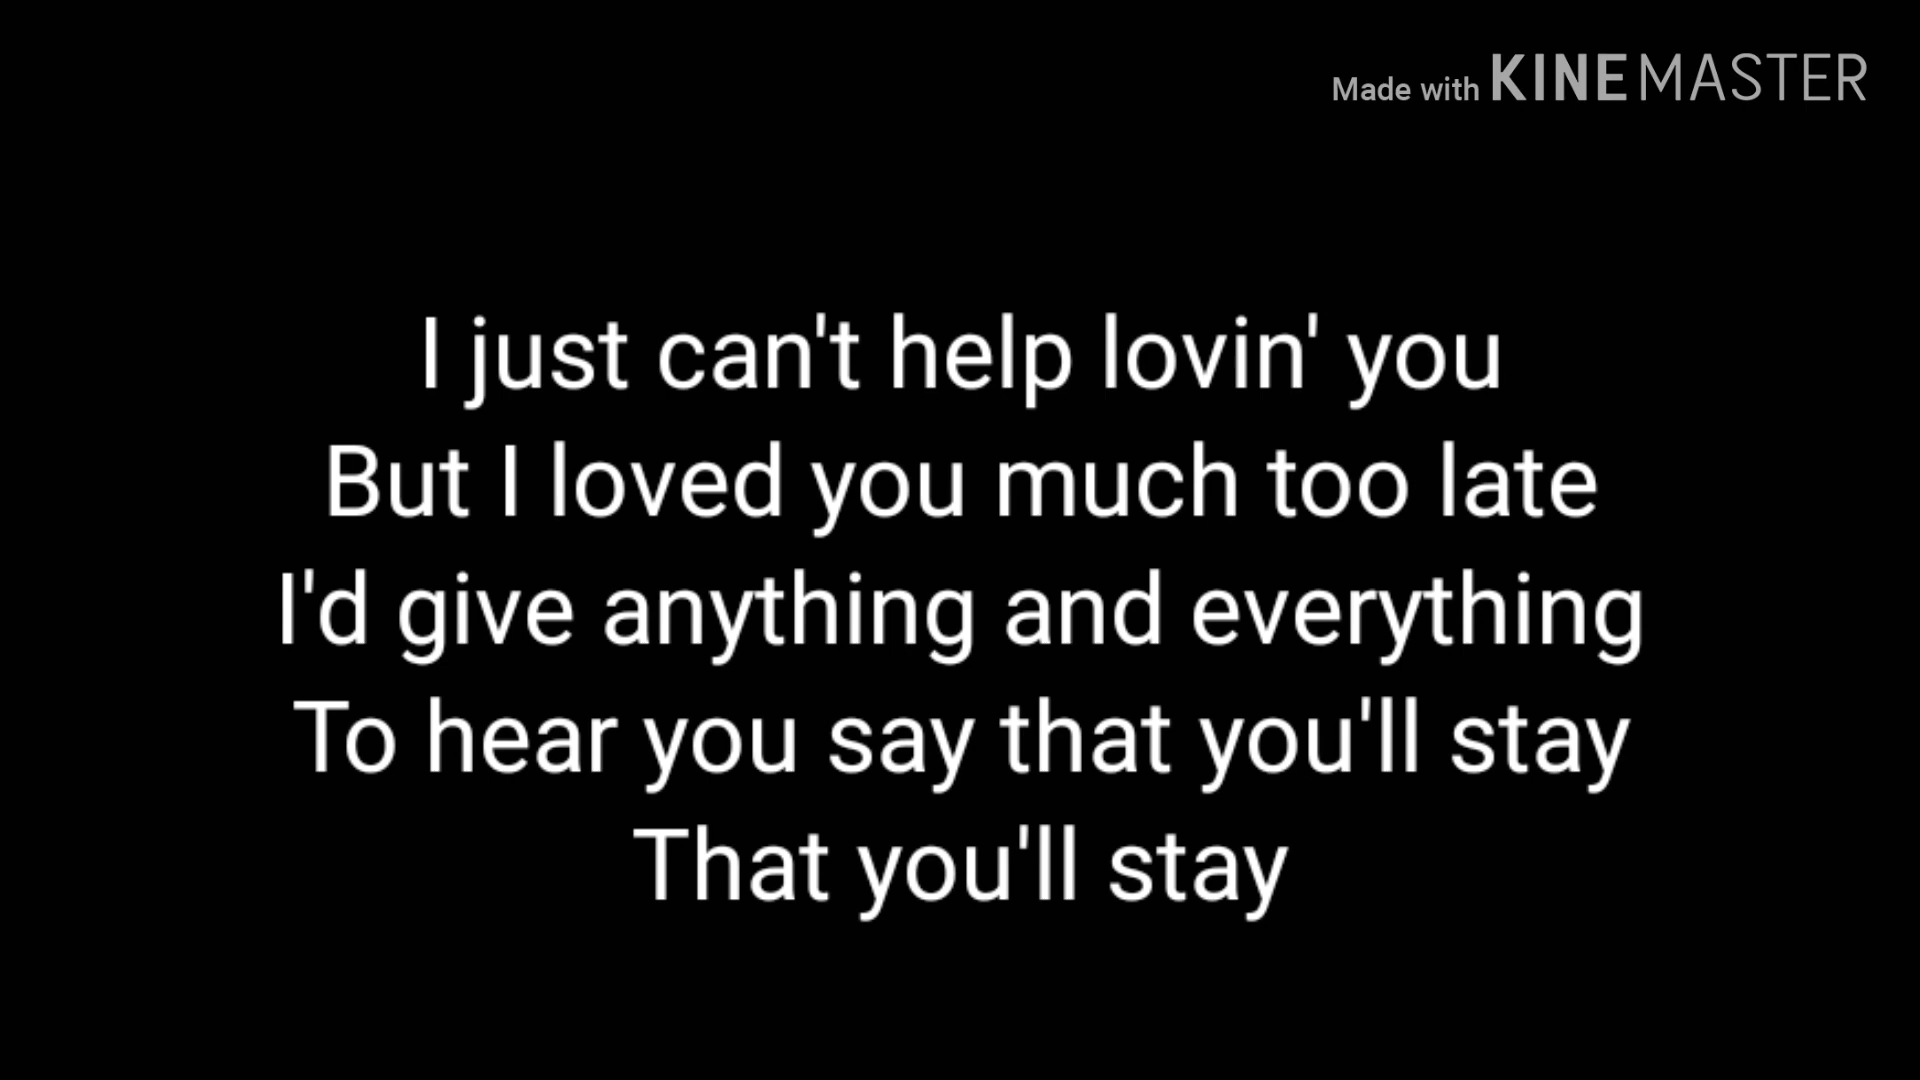 Made with KINEMASTER
I just can't help lovin' you
But I loved you much too late
I'd give anything and everything
To hear you say that you'll stay
That you'll stay